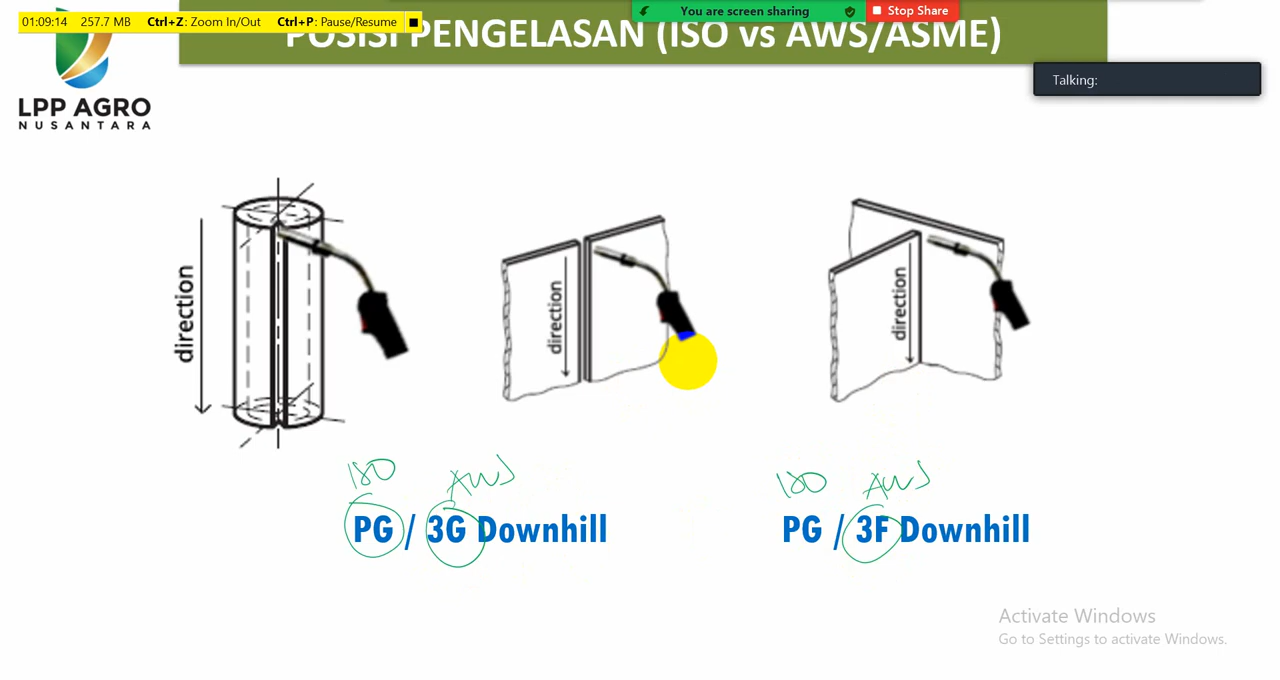 01:09:14 257.7 MB Ctrl+Z: Zoom In/Out Ctrl+P: Pause/Resume
You are screen sharing Stop Share
POSISI PENGELASAN (ISO vs AWS/ASME)
Talking:
LPP AGRO
NUSANTARA
direction
direction
direction
ISO AWS
ISO AWS
PG / 3G Downhill
PG / 3F Downhill
Activate Windows
Go to Settings to activate Windows.